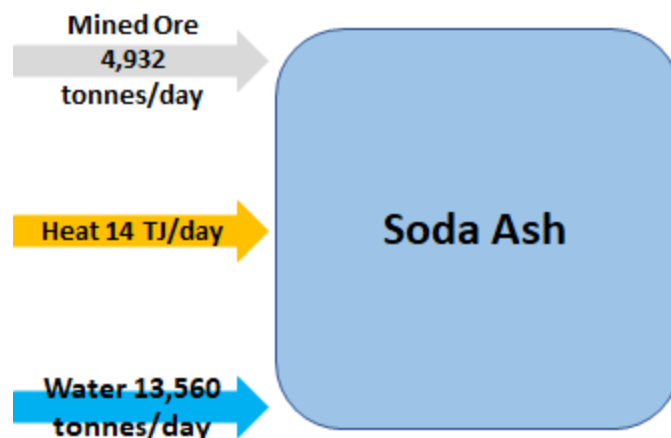 Mined Ore
4,932
tonnes/day
Heat 14 TJ/day
Soda Ash
Water 13,560
tonnes/day